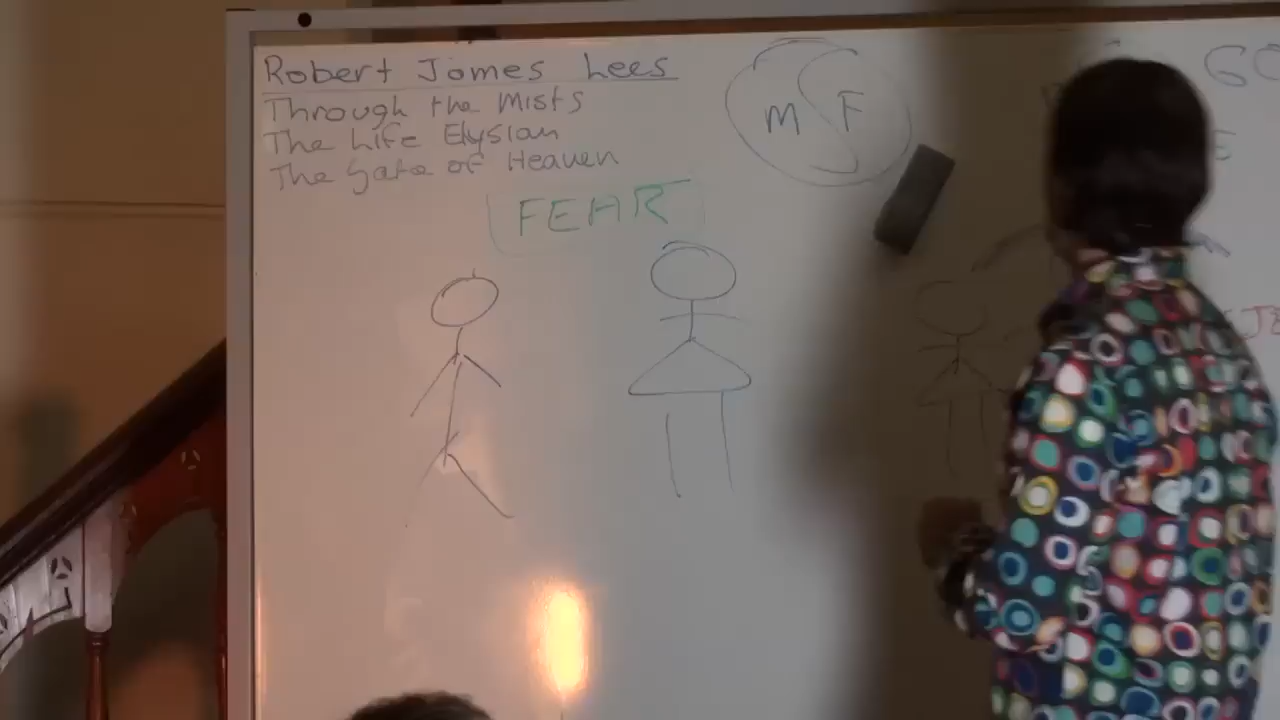 Robert James Lees
Through the Mists
The Life Elysian
The Gate of Heaven
M F
FEAR